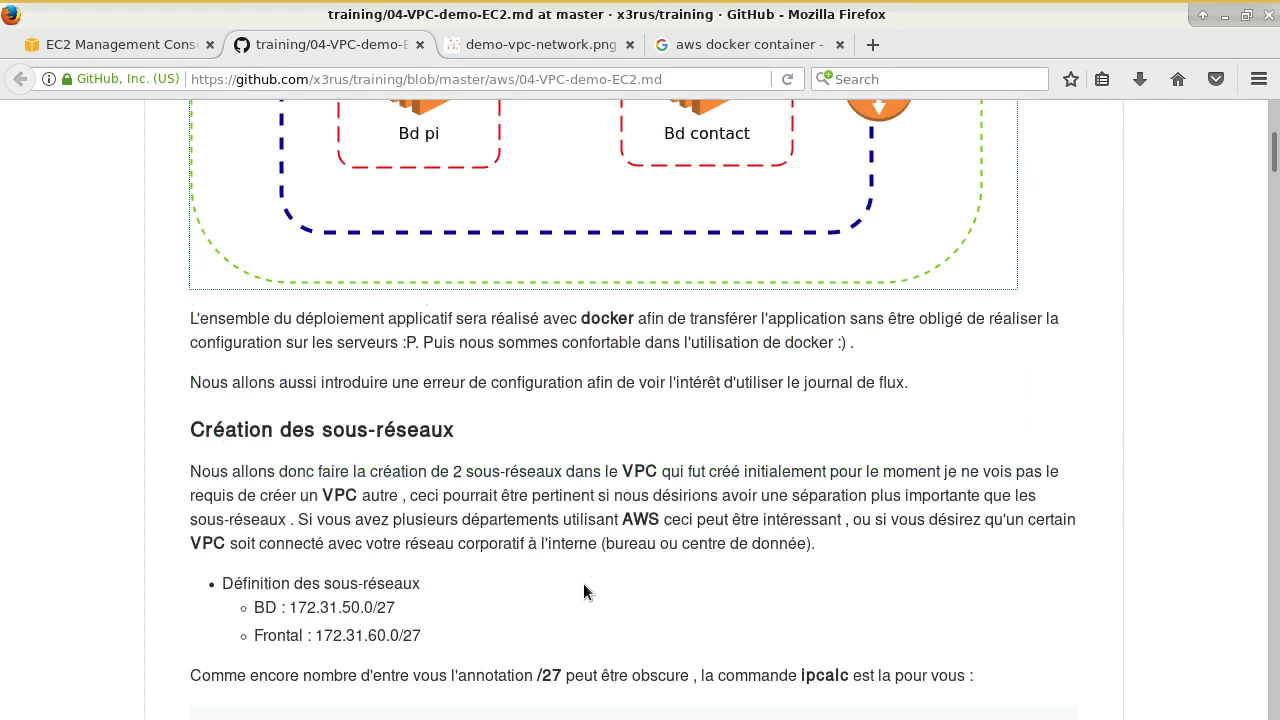 training/04-VPC-demo-EC2.md at master · x3rus/training · GitHub - Mozilla Firefox
EC2 Management Cons
training/04-VPC-demo-E
demo-vpc-network.png
aws docker container -
GitHub, Inc. (US)
https://github.com/x3rus/training/blob/master/aws/04-VPC-demo-EC2.md
Search
Bd pi
Bd contact
L'ensemble du déploiement applicatif sera réalisé avec docker afin de transférer l'application sans être obligé de réaliser la
configuration sur les serveurs :P. Puis nous sommes confortable dans l'utilisation de docker :) .
Nous allons aussi introduire une erreur de configuration afin de voir l'intérêt d'utiliser le journal de flux.
Création des sous-réseaux
Nous allons donc faire la création de 2 sous-réseaux dans le VPC qui fut créé initialement pour le moment je ne vois pas le
requis de créer un VPC autre , ceci pourrait être pertinent si nous désirions avoir une séparation plus importante que les
sous-réseaux . Si vous avez plusieurs départements utilisant AWS ceci peut être intéressant , ou si vous désirez qu'un certain
VPC soit connecté avec votre réseau corporatif à l'interne (bureau ou centre de donnée).
• Définition des sous-réseaux
◦ BD : 172.31.50.0/27
◦ Frontal : 172.31.60.0/27
Comme encore nombre d'entre vous l'annotation /27 peut être obscure , la commande ipcalc est la pour vous :